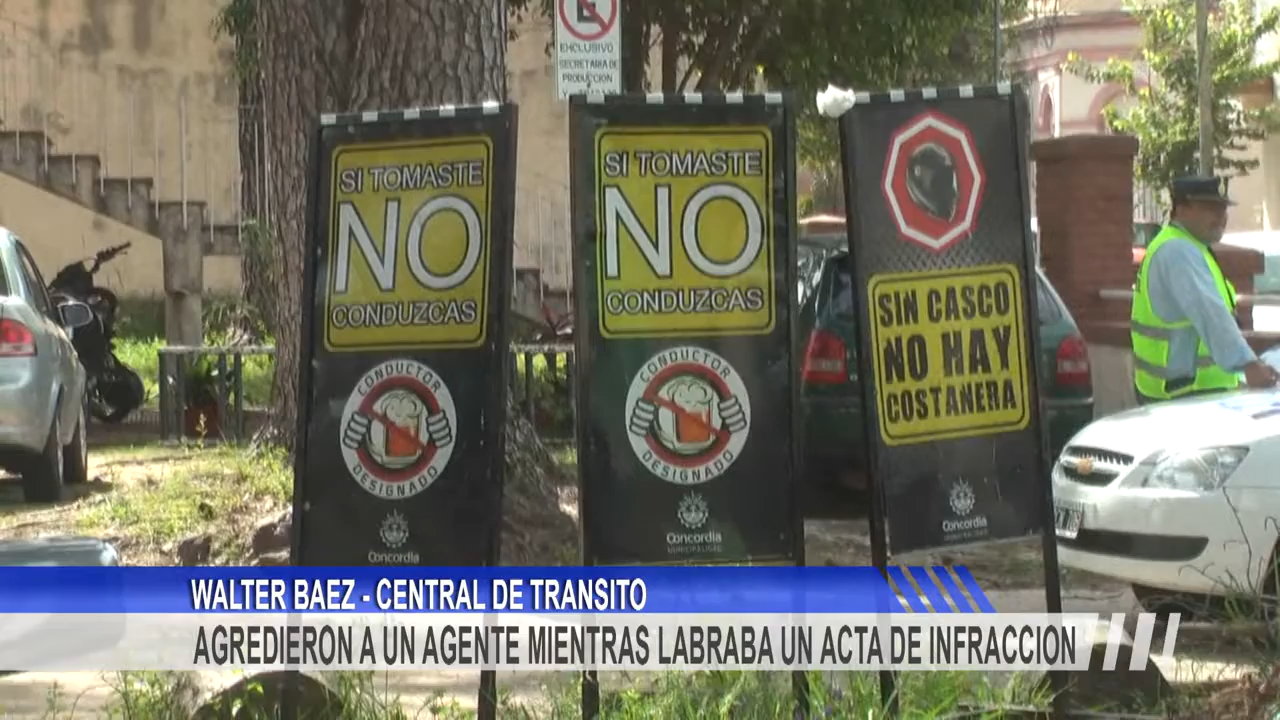 E
EXCLUSIVO
SECRETARIA DE
PRODUCCION
SI TOMASTE
NO
CONDUZCAS
CONDUCTOR
DESIGNADO
Concordia
SI TOMASTE
NO
CONDUZCAS
CONDUCTOR
DESIGNADO
Concordia
MUNICIPALIDAD
SIN CASCO
NO HAY
COSTANERA
Concordia
WALTER BAEZ - CENTRAL DE TRANSITO
AGREDIERON A UN AGENTE MIENTRAS LABRABA UN ACTA DE INFRACCION